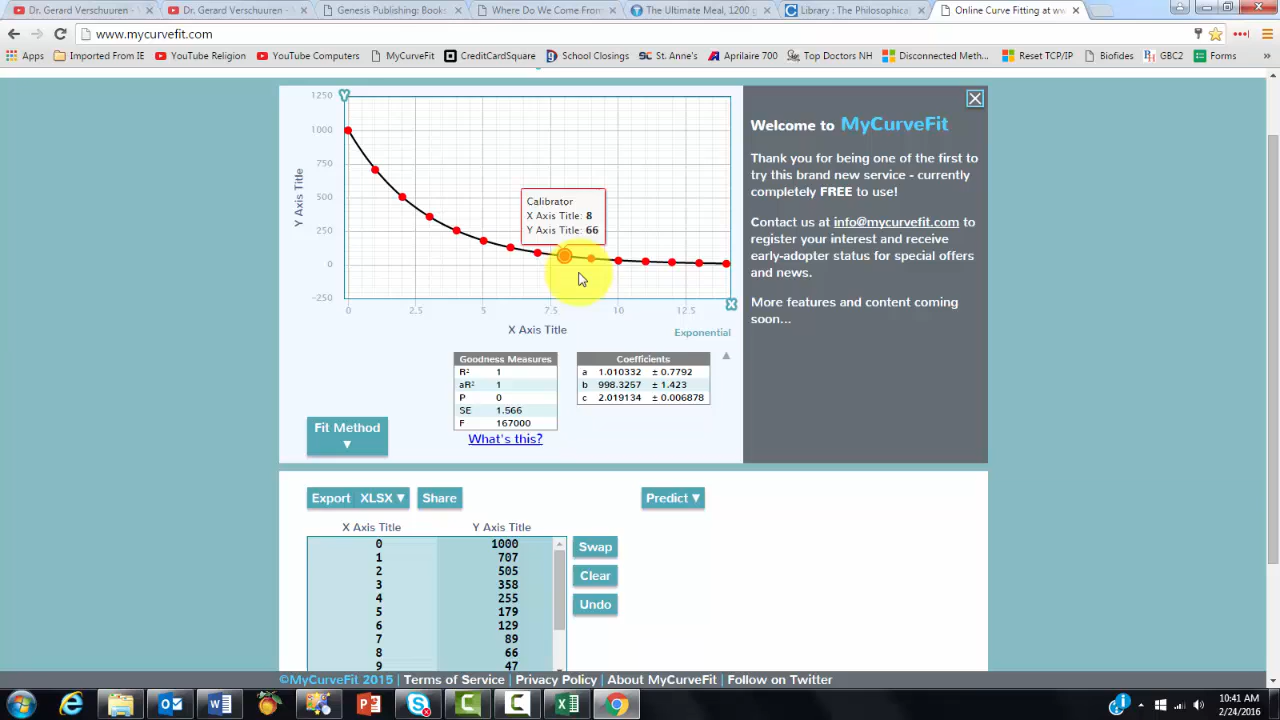 Dr. Gerard Verschuuren ×
Dr. Gerard Verschuuren ×
Genesis Publishing: Books ×
Where Do We Come From ×
The Ultimate Meal, 1200 g ×
Library : The Philosophica ×
Online Curve Fitting at ww ×
www.mycurvefit.com
Apps
Imported From IE
YouTube Religion
YouTube Computers
MyCurveFit
CreditCardSquare
School Closings
SC St. Anne's
Aprilaire 700
Top Doctors NH
Disconnected Meth...
Reset TCP/IP
Biofides
GBC2
Forms
»
Y
1250
1000
750
500
250
0
-250
Y Axis Title
Calibrator
X Axis Title: 8
Y Axis Title: 66
0 2.5 5 7.5 10 12.5
X
X Axis Title
Exponential
Welcome to MyCurveFit
Thank you for being one of the first to
try this brand new service - currently
completely FREE to use!
Contact us at info@mycurvefit.com to
register your interest and receive
early-adopter status for special offers
and news.
More features and content coming
soon...
Goodness Measures
R² 1
aR² 1
P 0
SE 1.566
F 167000
What's this?
Coefficients
a 1.010332 ± 0.7792
b 998.3257 ± 1.423
c 2.019134 ± 0.006878
Fit Method
▼
Export XLSX ▼
Share
Predict ▼
X Axis Title Y Axis Title
0 1000
1 707
2 505
3 358
4 255
5 179
6 129
7 89
8 66
9 47
Swap
Clear
Undo
©MyCurveFit 2015 | Terms of Service | Privacy Policy | About MyCurveFit | Follow on Twitter
10:41 AM
2/24/2016